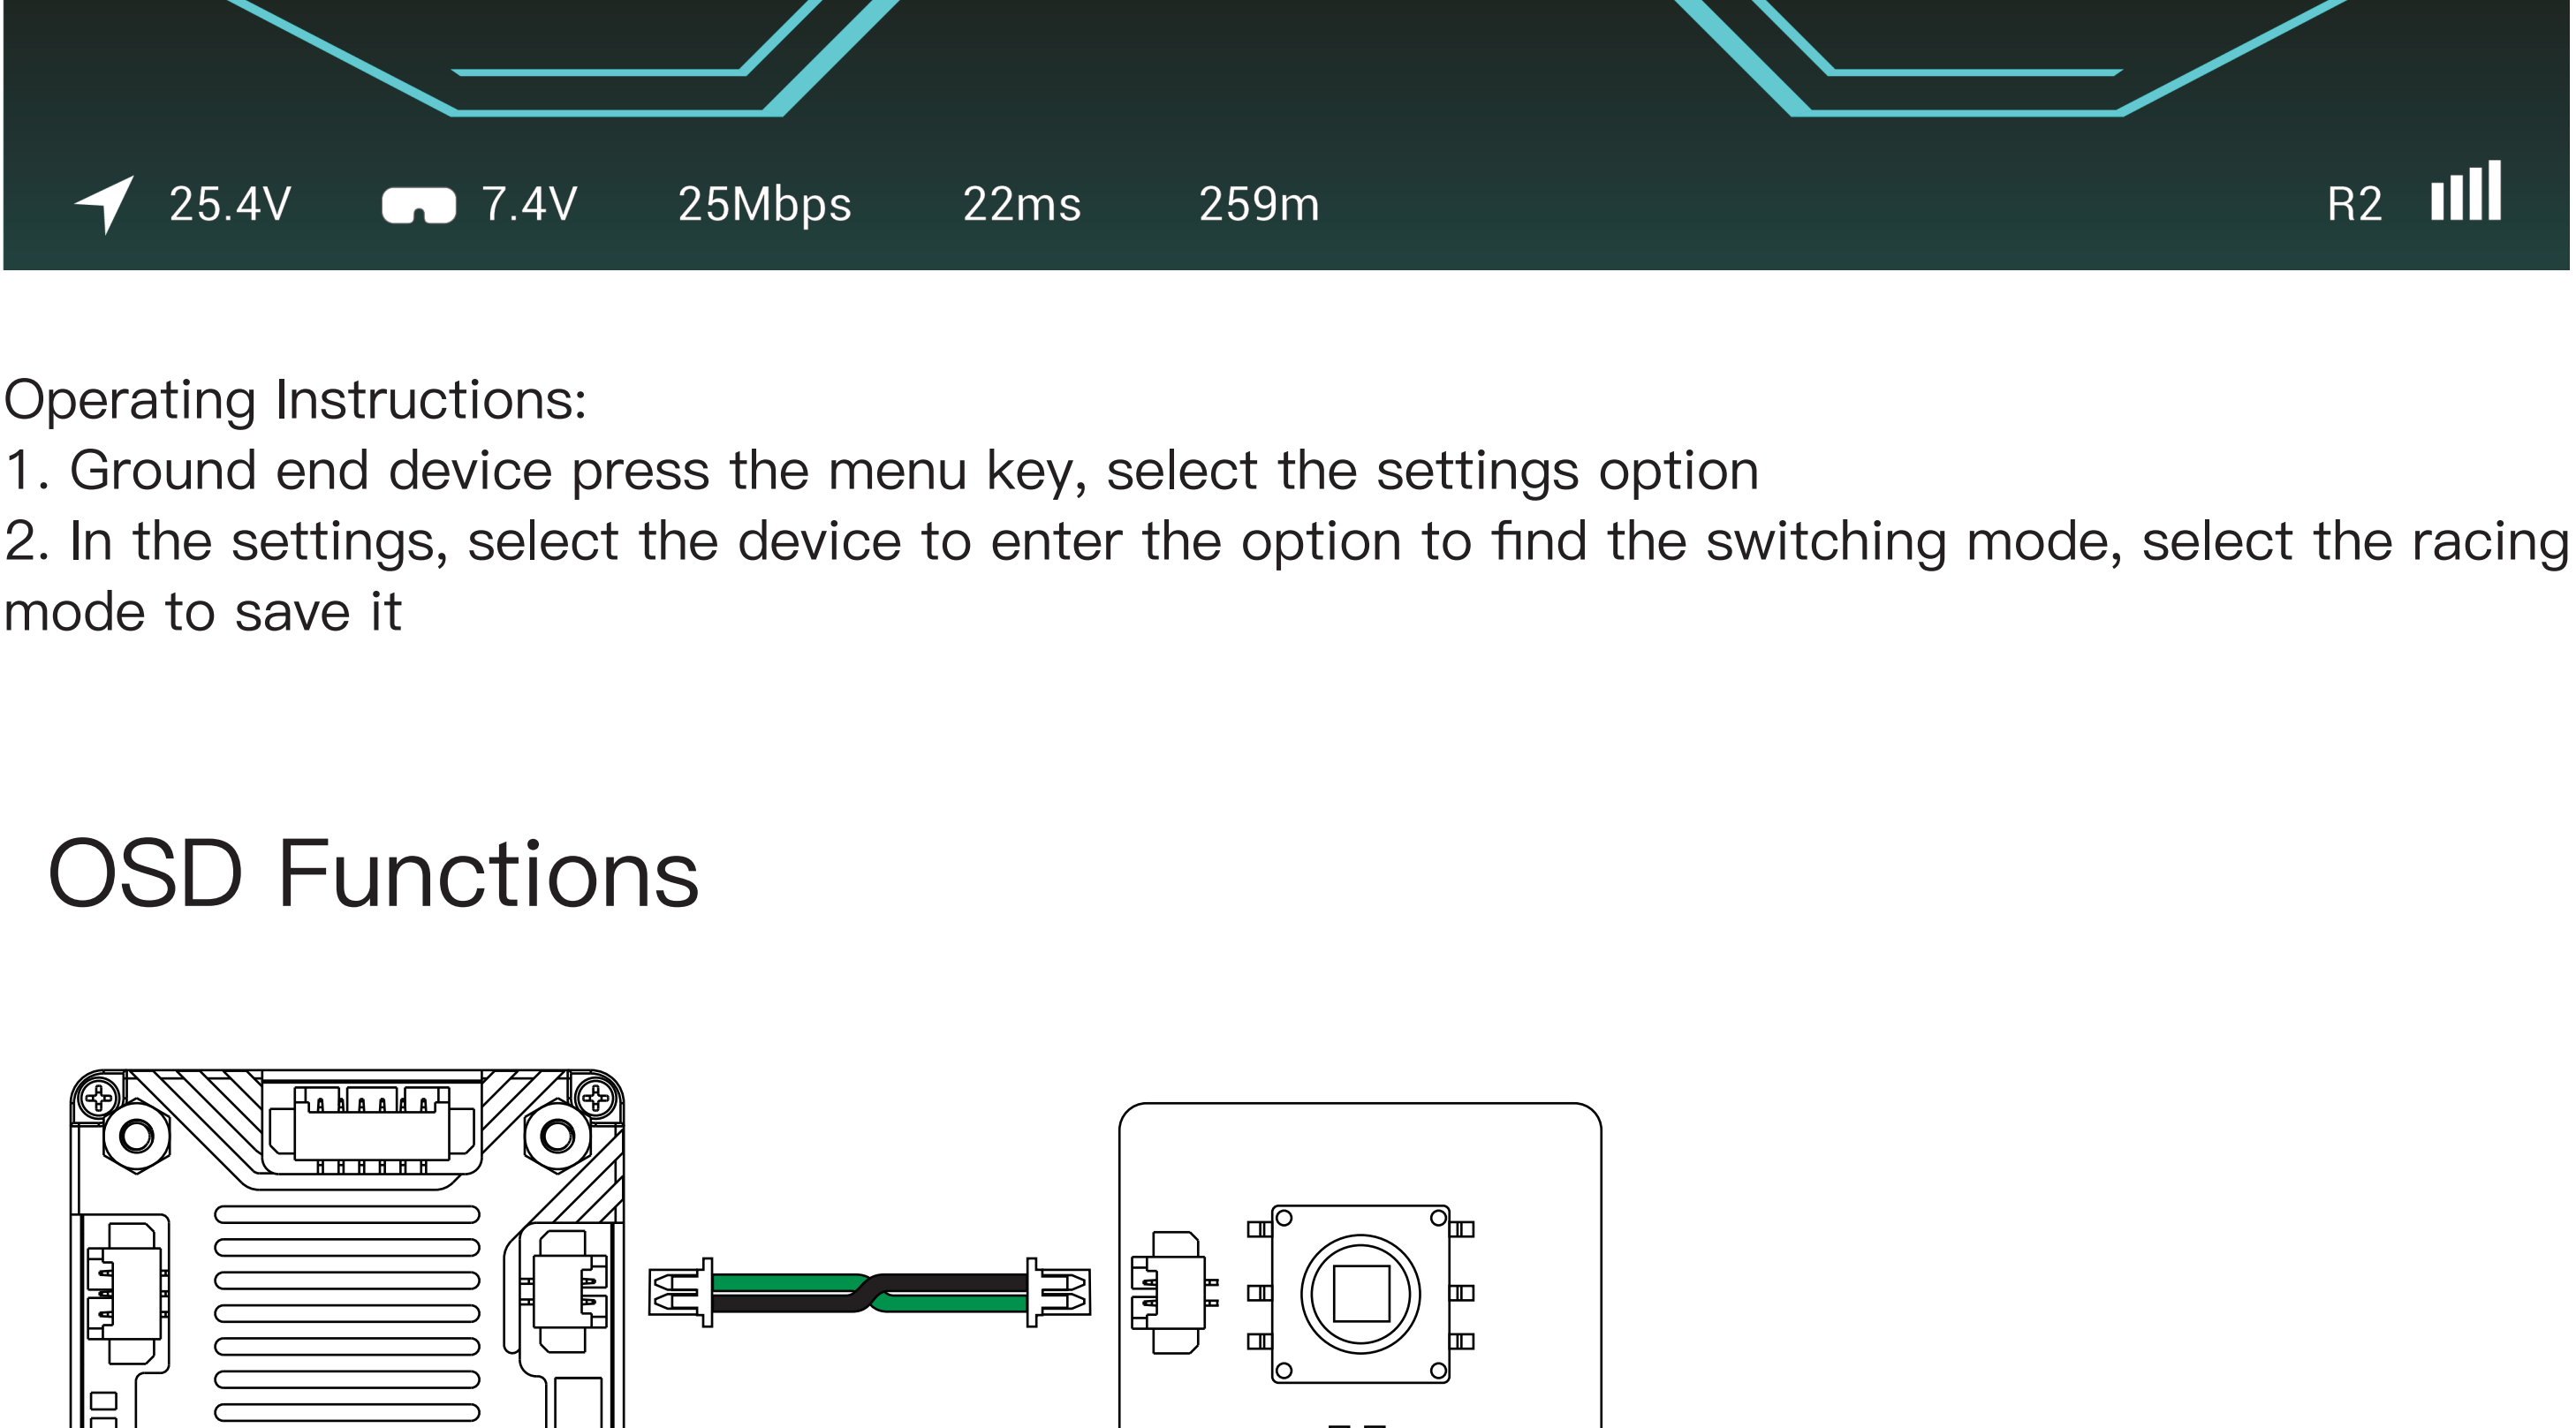 25.4V 7.4V 25Mbps 22ms 259m R2
Operating Instructions:
1. Ground end device press the menu key, select the settings option
2. In the settings, select the device to enter the option to find the switching mode, select the racing
mode to save it
OSD Functions